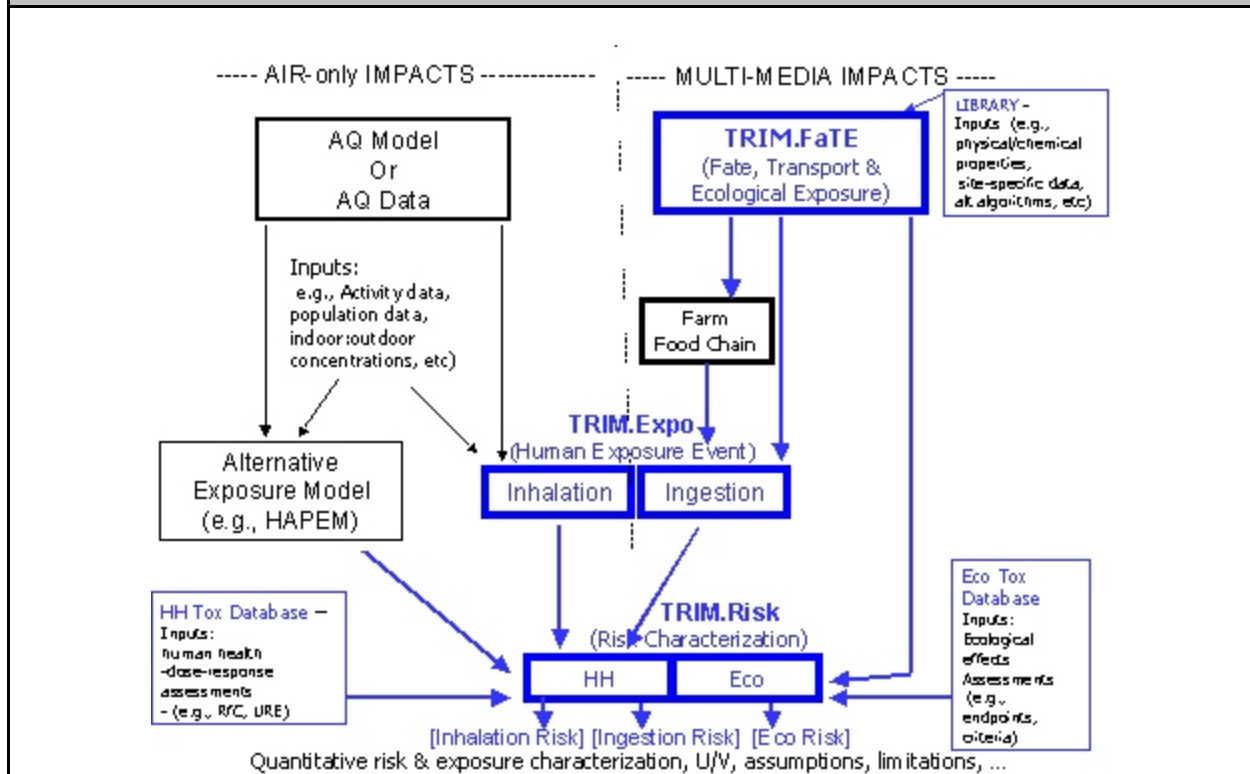 ----- AIR-only IMPACTS -------------
----- MULTI-MEDIA IMPACTS -----
AQ Model
Or
AQ Data
TRIM.FaTE
(Fate, Transport &
Ecological Exposure)
LIBRARY –
Inputs (e.g.,
physical/chemical
properties,
site-specific data,
alt algorithms, etc)
Inputs:
e.g., Activity data,
population data,
indoor:outdoor
concentrations, etc)
Farm
Food Chain
TRIM.Expo
(Human Exposure Event)
Alternative
Exposure Model
(e.g., HAPEM)
Inhalation
Ingestion
HH Tox Database –
Inputs:
human health
-dose-response
assessments
- (e.g., RfC, URE)
TRIM.Risk
(Risk Characterization)
HH
Eco
Eco Tox
Database
Inputs:
Ecological
effects
Assessments
(e.g.,
endpoints,
criteria)
[Inhalation Risk] [Ingestion Risk] [Eco Risk]
Quantitative risk & exposure characterization, U/V, assumptions, limitations, ...